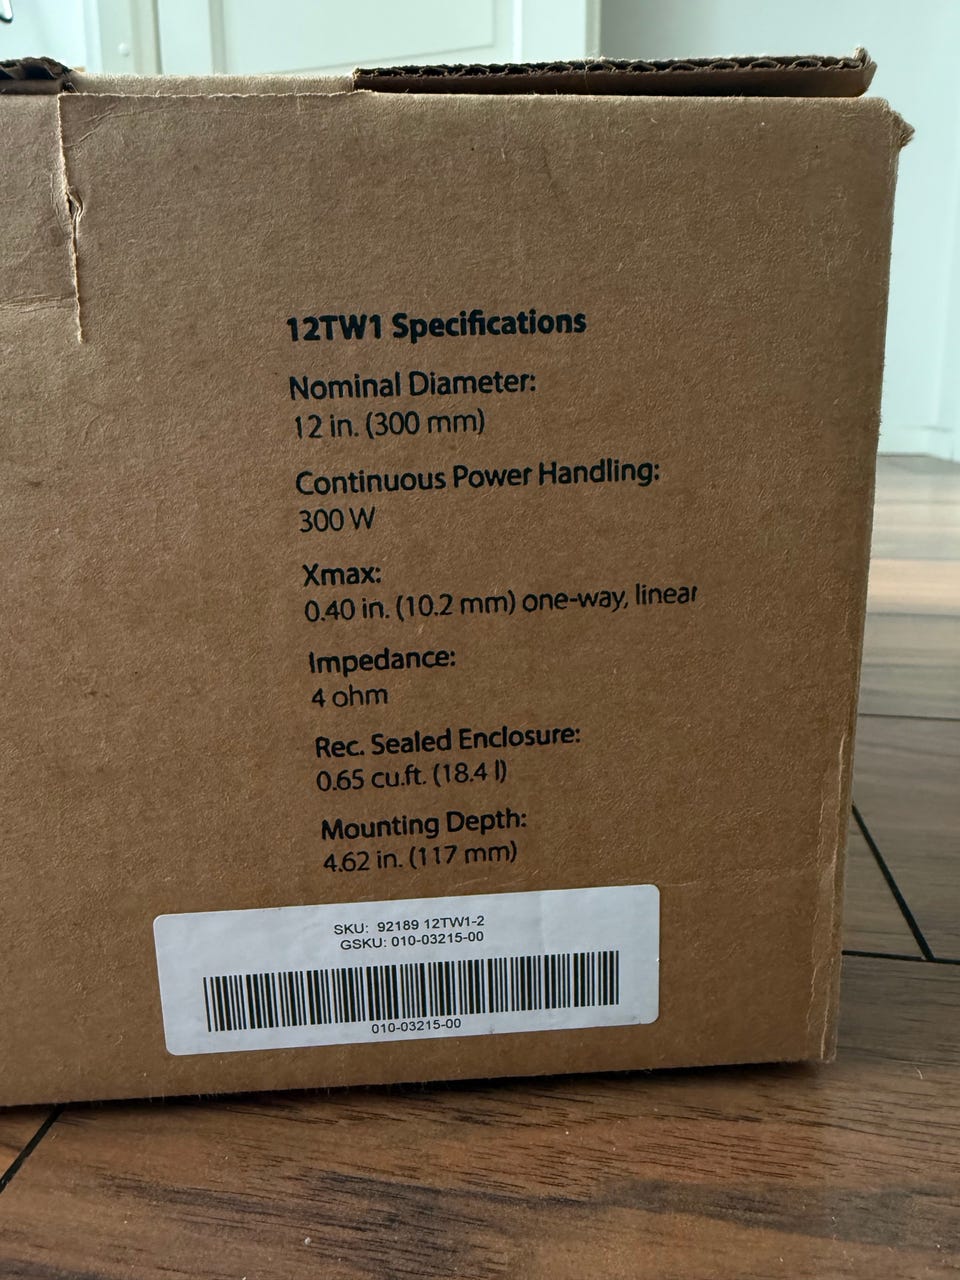 12TW1 Specifications
Nominal Diameter:
12 in. (300 mm)
Continuous Power Handling:
300 W
Xmax:
0.40 in. (10.2 mm) one-way, linear
Impedance:
4 ohm
Rec. Sealed Enclosure:
0.65 cu.ft. (18.4 l)
Mounting Depth:
4.62 in. (117 mm)
SKU: 92189 12TW1-2
GSKU: 010-03215-00
010-03215-00